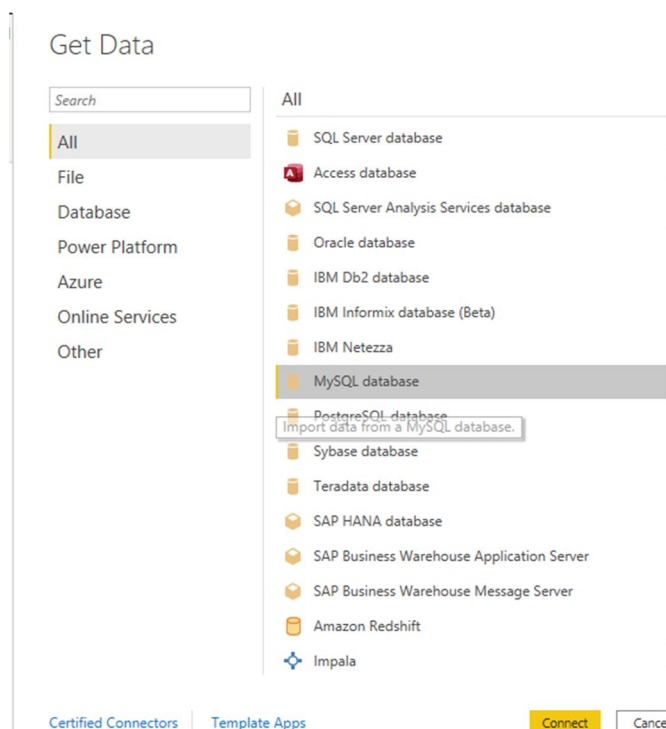 Get Data
Search
All
File
Database
Power Platform
Azure
Online Services
Other
All
SQL Server database
Access database
SQL Server Analysis Services database
Oracle database
IBM Db2 database
IBM Informix database (Beta)
IBM Netezza
MySQL database
PostgreSQL database
Import data from a MySQL database.
Sybase database
Teradata database
SAP HANA database
SAP Business Warehouse Application Server
SAP Business Warehouse Message Server
Amazon Redshift
Impala
Certified Connectors
Template Apps
Connect
Cance